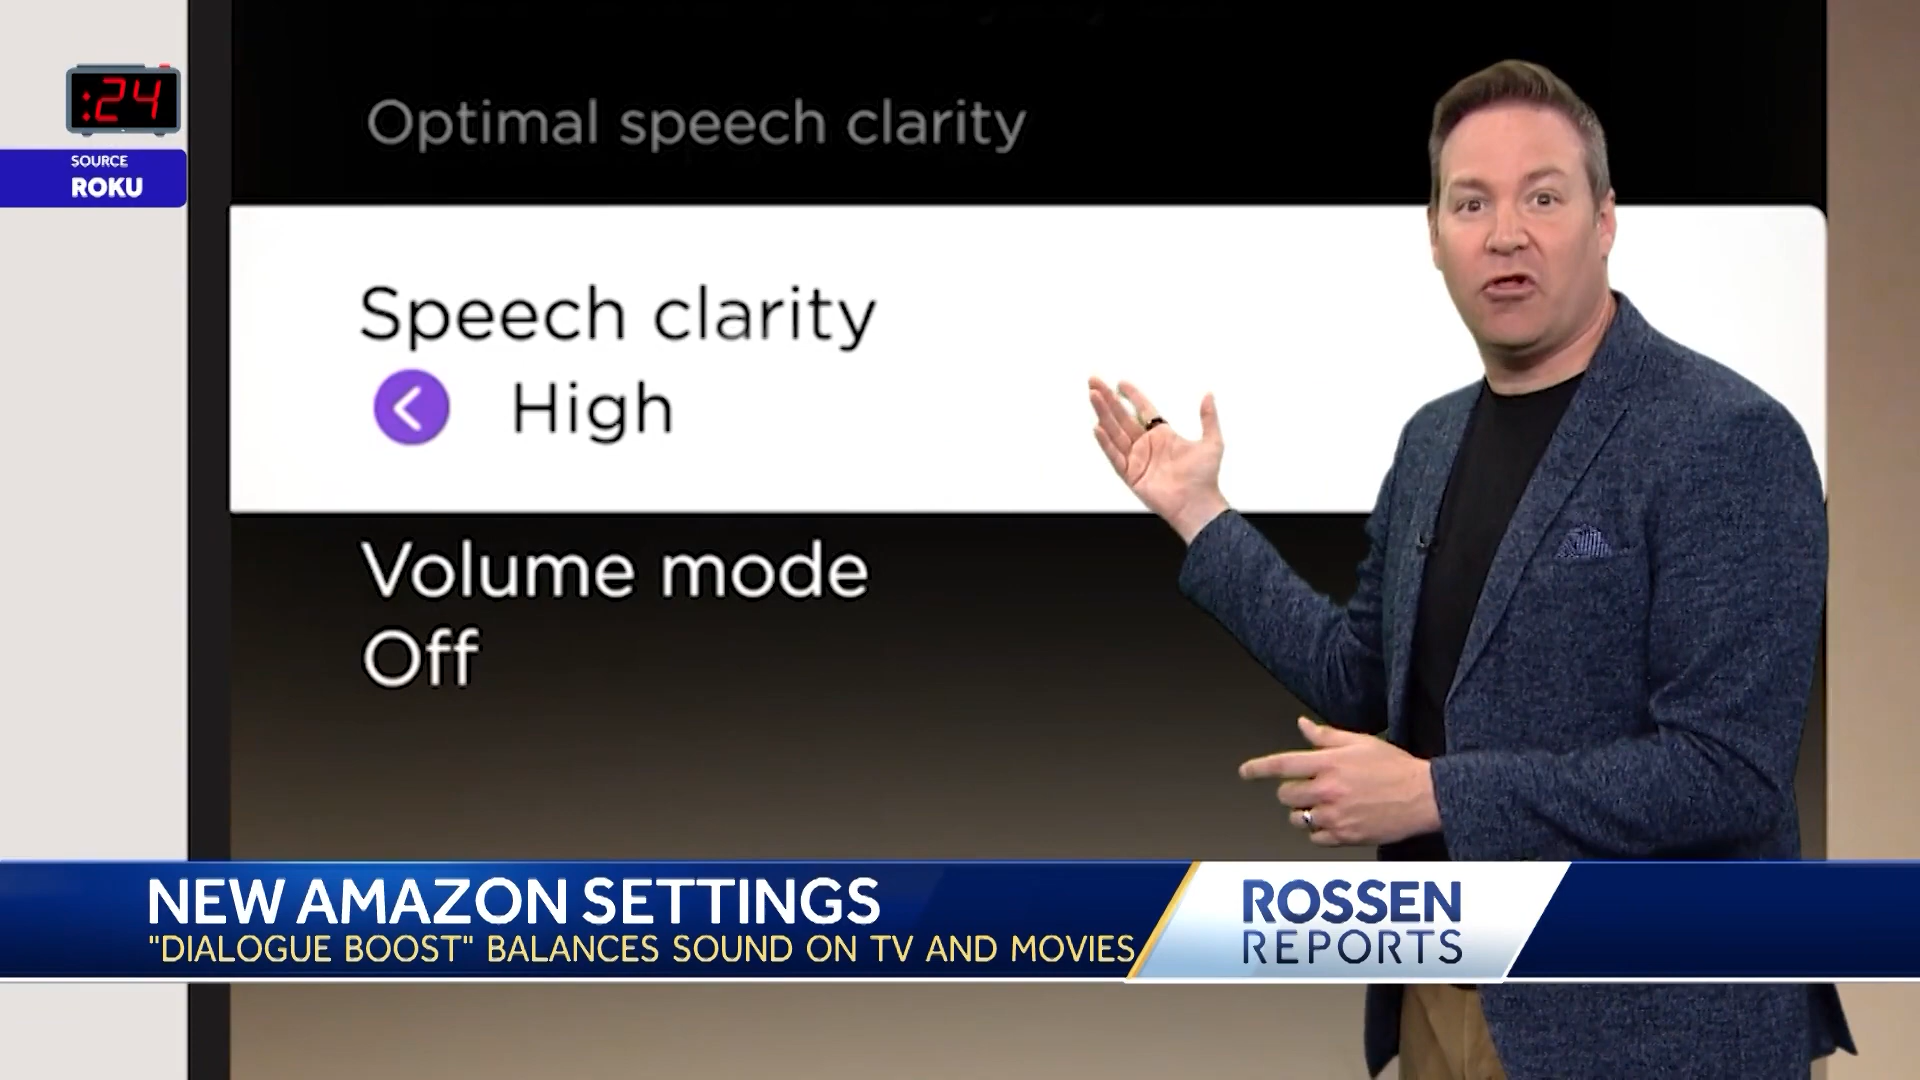 :24
SOURCE
ROKU
Optimal speech clarity
Speech clarity
High
Volume mode
Off
NEW AMAZON SETTINGS
"DIALOGUE BOOST" BALANCES SOUND ON TV AND MOVIES
ROSSEN
REPORTS